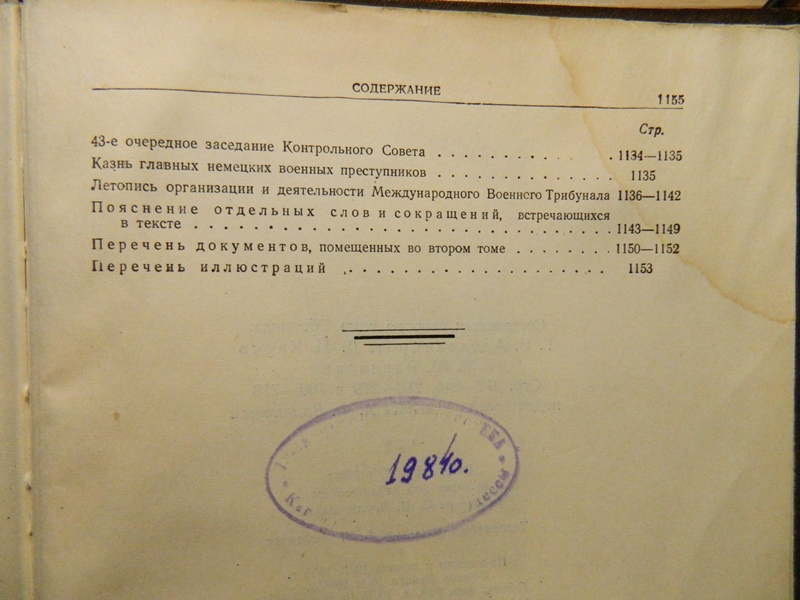 СОДЕРЖАНИЕ 1155
Стр.
43-е очередное заседание Контрольного Совета . . . . . . . . . . . 1134—1135
Казнь главных немецких военных преступников . . . . . . . . . . . . 1135
Летопись организации и деятельности Международного Военного Трибунала 1136—1142
Пояснение отдельных слов и сокращений, встречающихся
в тексте . . . . . . . . . . . . . . . . . . . . . . . . . . . 1143—1149
Перечень документов, помещенных во втором томе . . . . . . . . 1150—1152
Перечень иллюстраций . . . . . . . . . . . . . . . . . . 1153